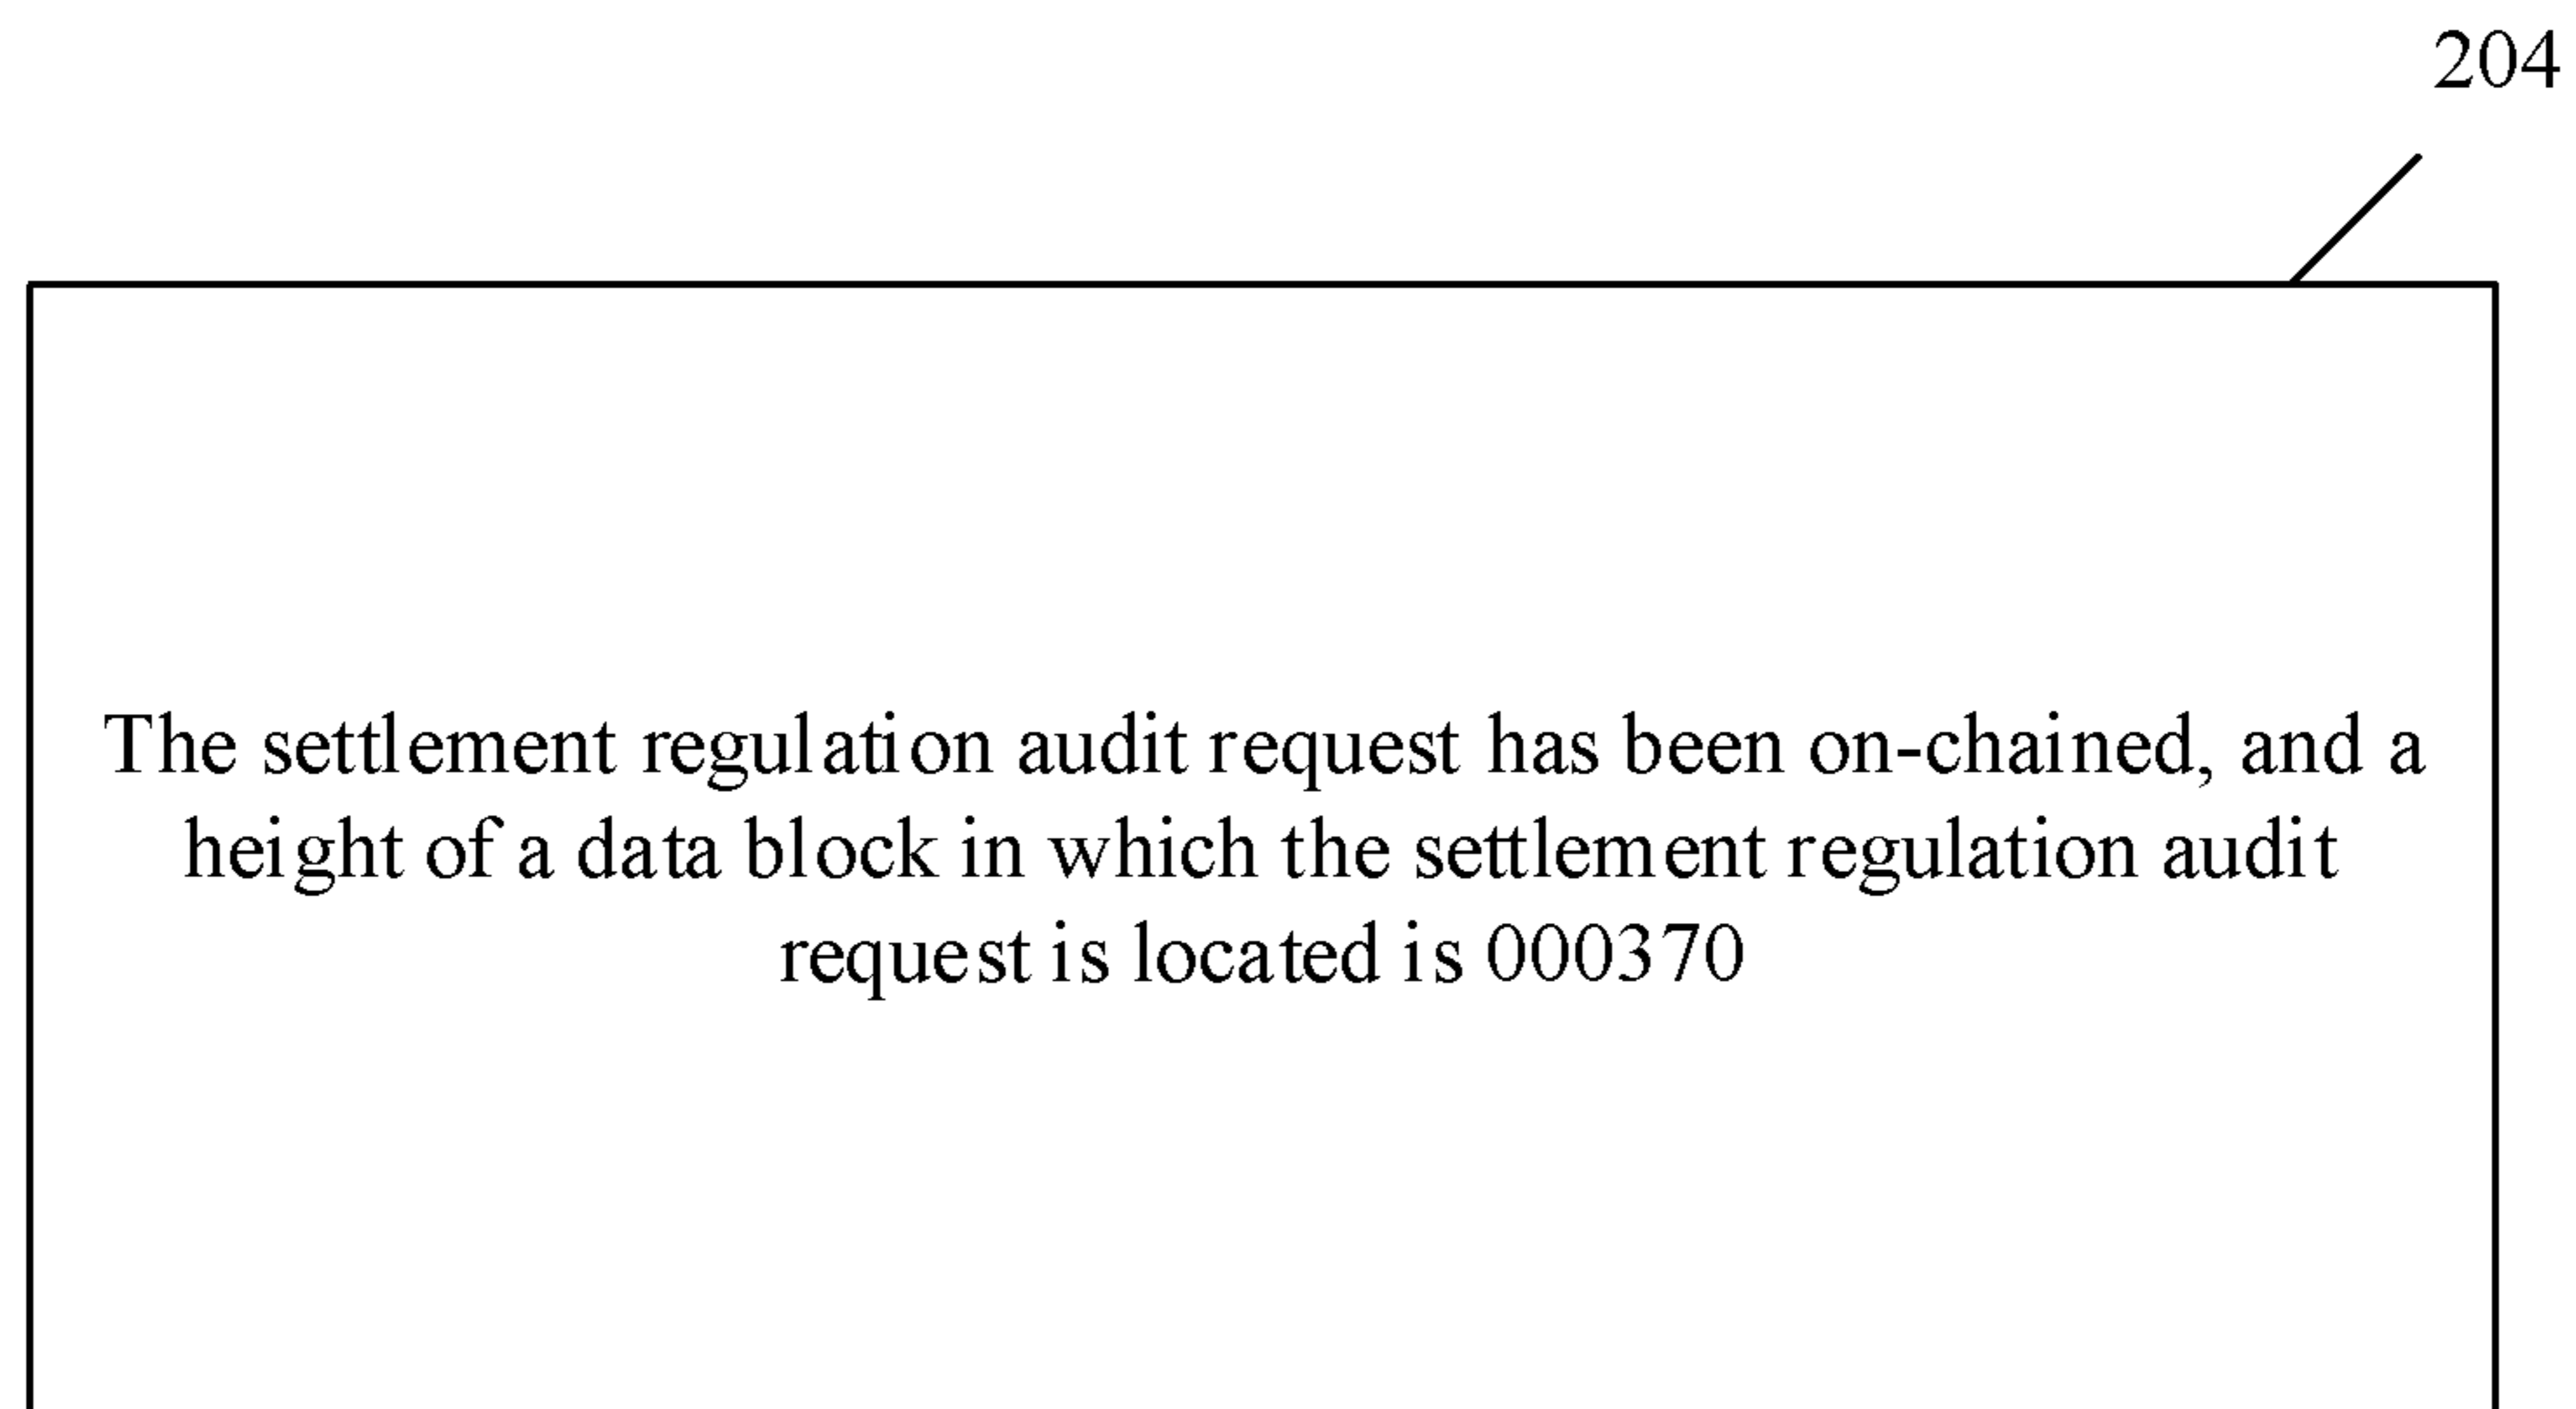 204
The settlement regulation audit request has been on-chained, and a
height of a data block in which the settlement regulation audit
request is located is 000370